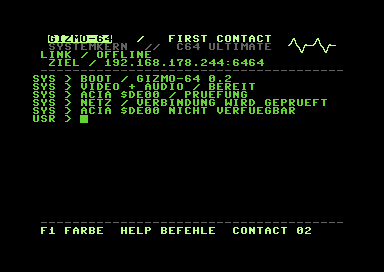 GIZMO-64   /   FIRST CONTACT
SYSTEMKERN  //  C64 ULTIMATE
LINK / OFFLINE
ZIEL / 192.168.178.244:6464
SYS > BOOT / GIZMO-64 0.2
SYS > VIDEO + AUDIO / BEREIT
SYS > ACIA $DE00 / PRUEFUNG
SYS > NETZ / VERBINDUNG WIRD GEPRUEFT
SYS > ACIA $DE00 NICHT VERFUEGBAR
USR >
F1 FARBE  HELP BEFEHLE  CONTACT 02